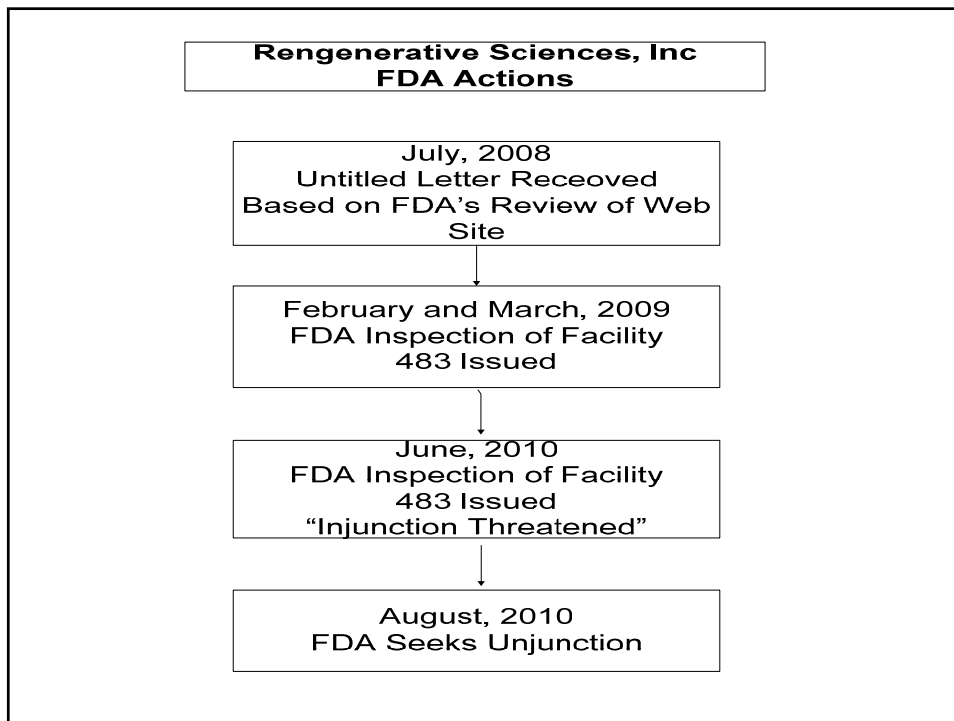 Rengenerative Sciences, Inc
FDA Actions
July, 2008
Untitled Letter Receoved
Based on FDA's Review of Web
Site
February and March, 2009
FDA Inspection of Facility
483 Issued
June, 2010
FDA Inspection of Facility
483 Issued
“Injunction Threatened”
August, 2010
FDA Seeks Unjunction